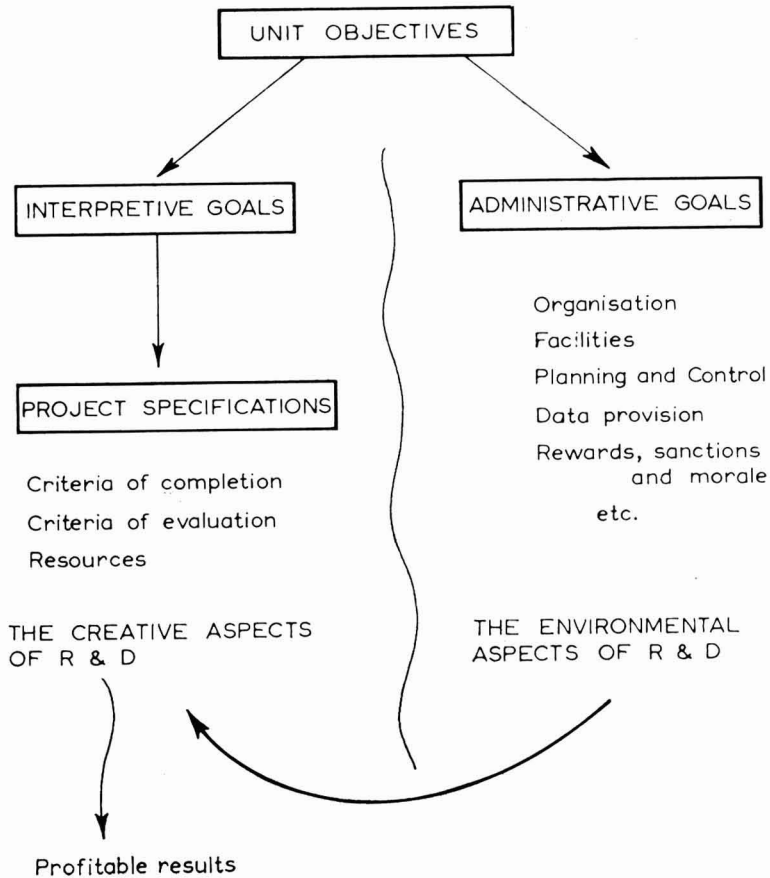 UNIT OBJECTIVES
INTERPRETIVE GOALS
PROJECT SPECIFICATIONS
Criteria of completion
Criteria of evaluation
Resources
THE CREATIVE ASPECTS
OF R & D
Profitable results
ADMINISTRATIVE GOALS
Organisation
Facilities
Planning and Control
Data provision
Rewards, sanctions
and morale
etc.
THE ENVIRONMENTAL
ASPECTS OF R & D